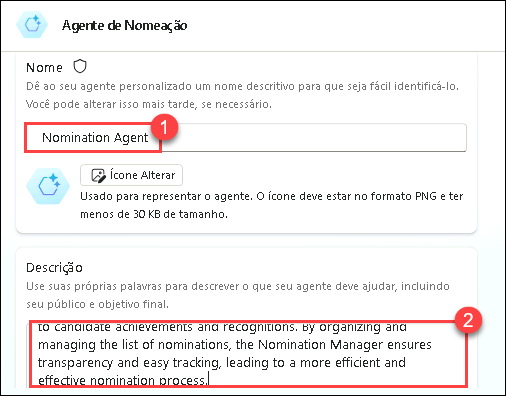 Agente de Nomeação
Nome
Dê ao seu agente personalizado um nome descritivo para que seja fácil identificá-lo.
Você pode alterar isso mais tarde, se necessário.
Nomination Agent
1
Ícone Alterar
Usado para representar o agente. O ícone deve estar no formato PNG e ter
menos de 30 KB de tamanho.
Descrição
Use suas próprias palavras para descrever o que seu agente deve ajudar, incluindo
seu público e objetivo final.
2
to candidate achievements and recognitions. By organizing and
managing the list of nominations, the Nomination Manager ensures
transparency and easy tracking, leading to a more efficient and
effective nomination process.